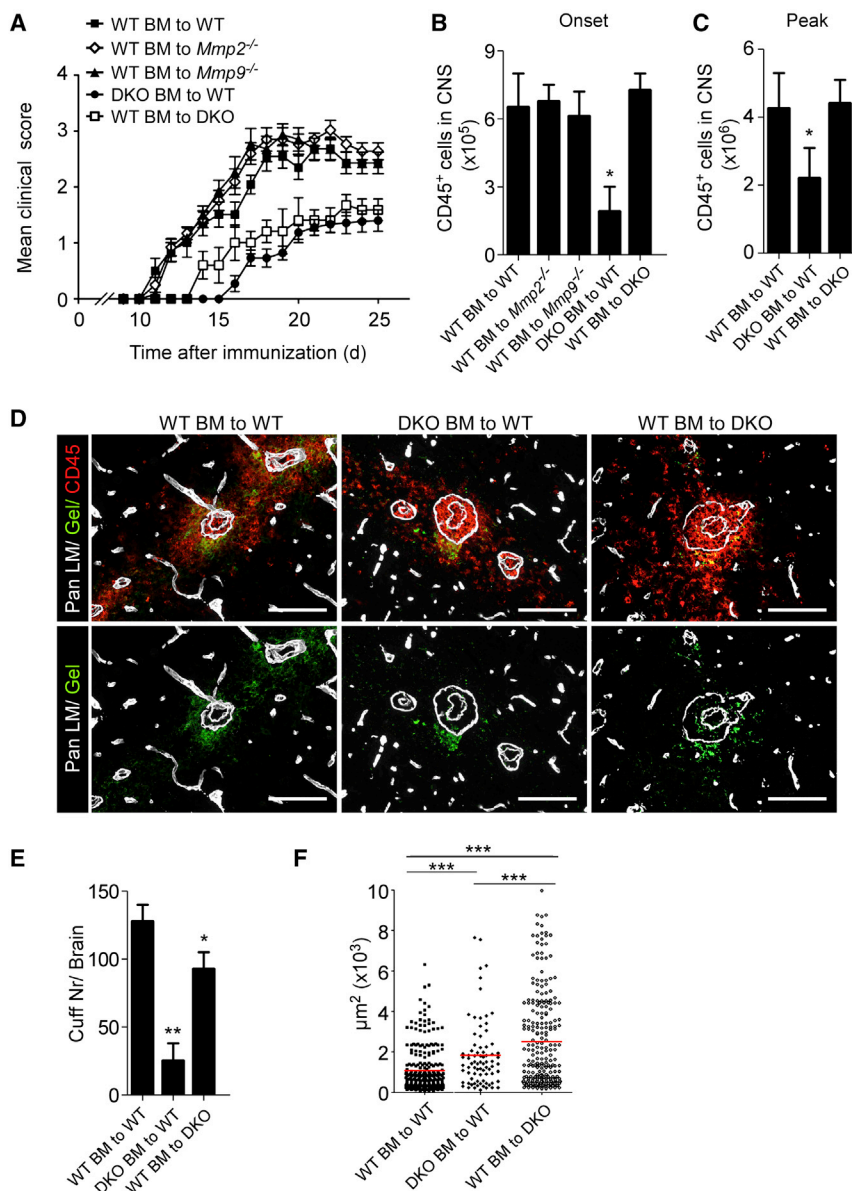 A
WT BM to WT
WT BM to Mmp2-/-
WT BM to Mmp9-/-
DKO BM to WT
WT BM to DKO
Mean clinical score
4
3
2
1
0
0
10
15
20
25
Time after immunization (d)
B
Onset
CD45+ cells in CNS
(x10⁵)
9
6
3
0
WT BM to WT
WT BM to Mmp2-/-
WT BM to Mmp9-/-
DKO BM to WT
WT BM to DKO
*
C
Peak
CD45+ cells in CNS
(x10⁶)
6
4
2
0
WT BM to WT
DKO BM to WT
WT BM to DKO
*
D
WT BM to WT
DKO BM to WT
WT BM to DKO
Pan LM/ Gel/ CD45
Pan LM/ Gel
E
Cuff Nr/ Brain
150
100
50
0
**
*
WT BM to WT
DKO BM to WT
WT BM to DKO
F
***
***
***
µm² (x10³)
10
8
6
4
2
0
WT BM to WT
DKO BM to WT
WT BM to DKO